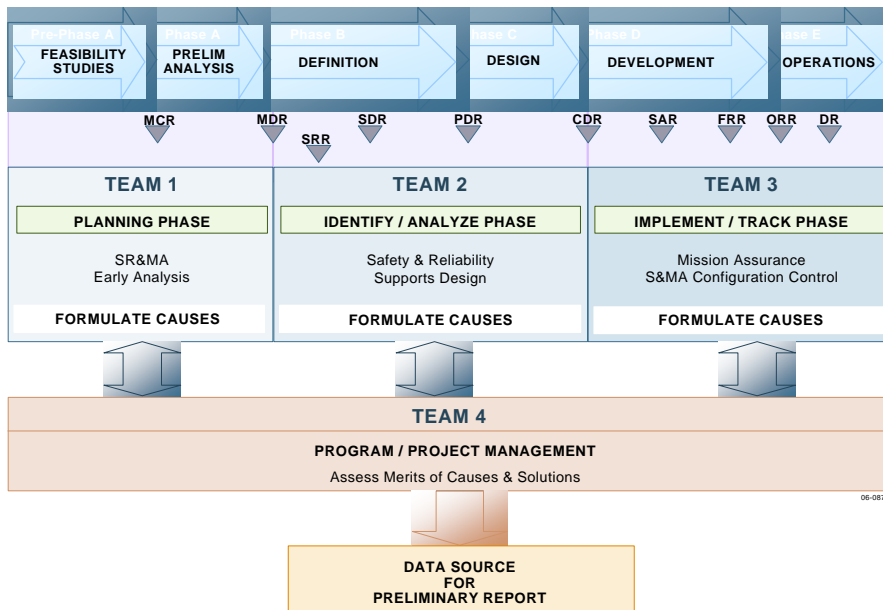 Pre-Phase A
Phase A
Phase B
Phase C
Phase D
Phase E
FEASIBILITY
STUDIES
PRELIM
ANALYSIS
DEFINITION
DESIGN
DEVELOPMENT
OPERATIONS
MCR
MDR
SRR
SDR
PDR
CDR
SAR
FRR
ORR
DR
TEAM 1
PLANNING PHASE
SR&MA
Early Analysis
FORMULATE CAUSES
TEAM 2
IDENTIFY / ANALYZE PHASE
Safety & Reliability
Supports Design
FORMULATE CAUSES
TEAM 3
IMPLEMENT / TRACK PHASE
Mission Assurance
S&MA Configuration Control
FORMULATE CAUSES
TEAM 4
PROGRAM / PROJECT MANAGEMENT
Assess Merits of Causes & Solutions
06-087
DATA SOURCE
FOR
PRELIMINARY REPORT